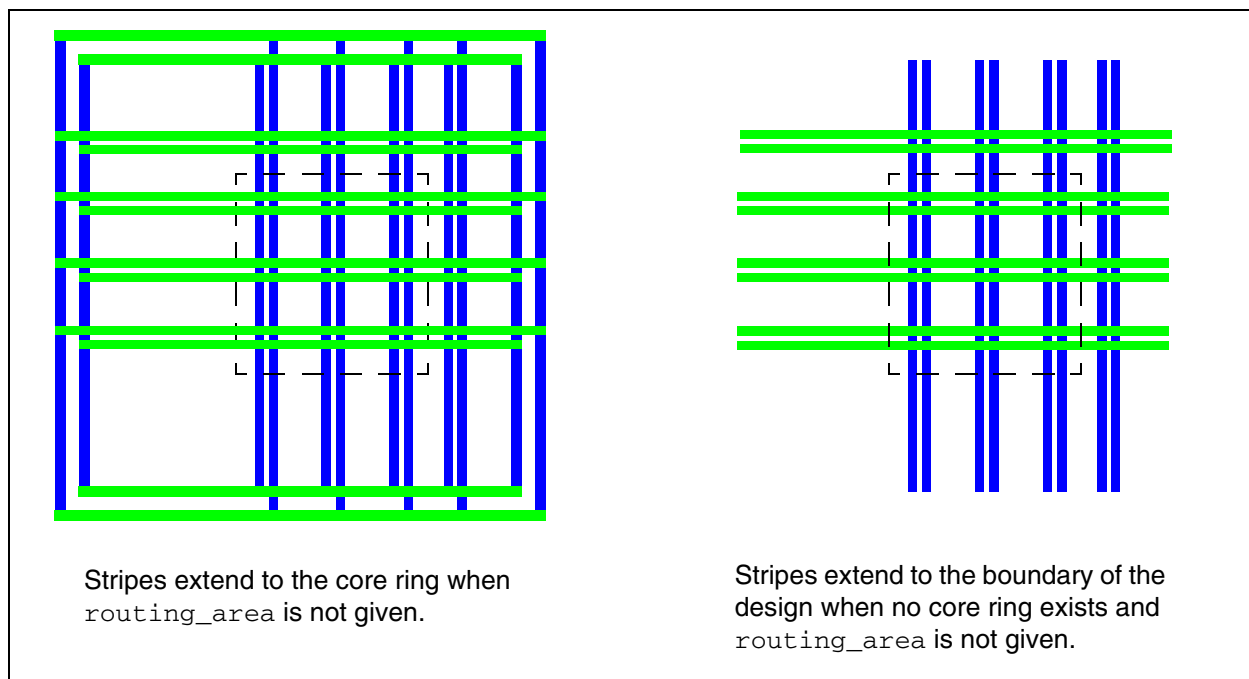 Stripes extend to the core ring when
routing_area is not given.
Stripes extend to the boundary of the
design when no core ring exists and
routing_area is not given.